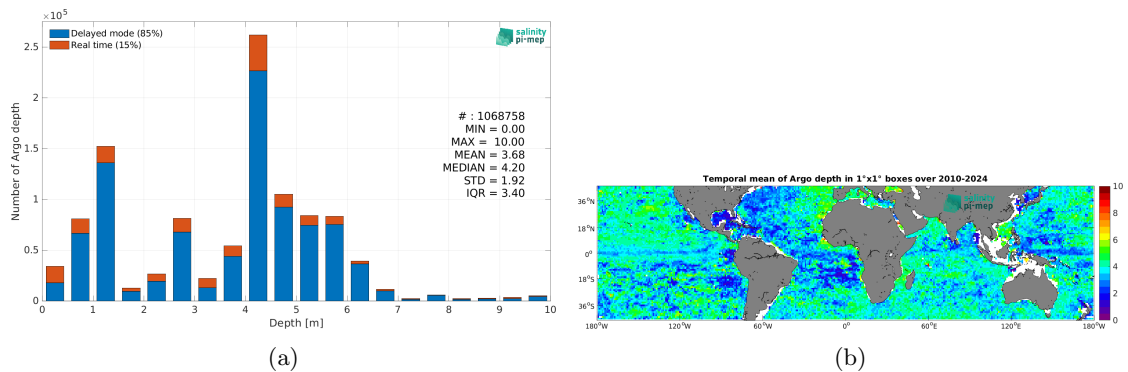 ×10⁵
Delayed mode (85%)
Real time (15%)
salinity
pi-mep
2.5
2
1.5
1
0.5
0
Number of Argo depth
# : 1068758
MIN = 0.00
MAX = 10.00
MEAN = 3.68
MEDIAN = 4.20
STD = 1.92
IQR = 3.40
0 1 2 3 4 5 6 7 8 9 10
Depth [m]
(a)
Temporal mean of Argo depth in 1°x1° boxes over 2010-2024
salinity
pi-mep
36°N
18°N
0°
18°S
36°S
180°W 120°W 60°W 0° 60°E 120°E 180°W
10
8
6
4
2
0
(b)